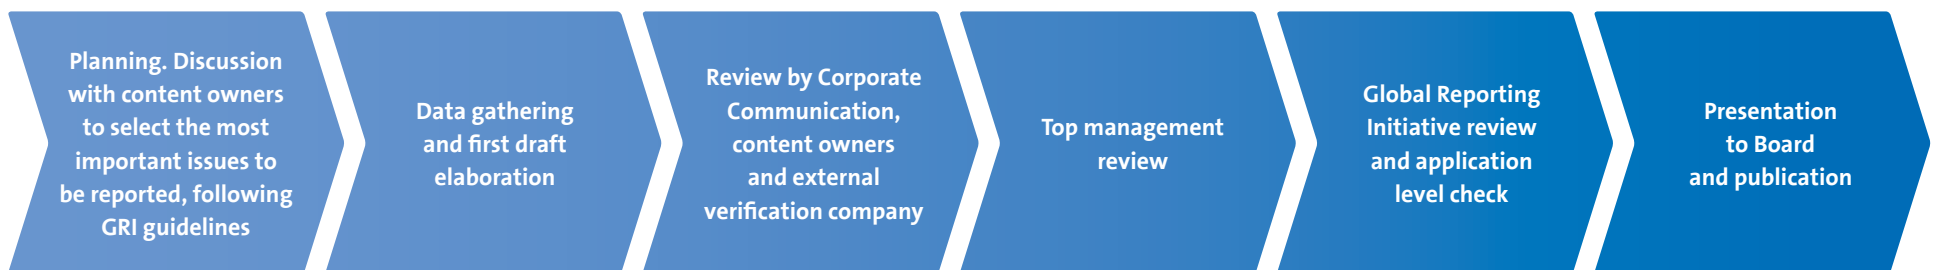 Planning. Discussion
with content owners
to select the most
important issues to
be reported, following
GRI guidelines
Data gathering
and first draft
elaboration
Review by Corporate
Communication,
content owners
and external
verification company
Top management
review
Global Reporting
Initiative review
and application
level check
Presentation
to Board
and publication